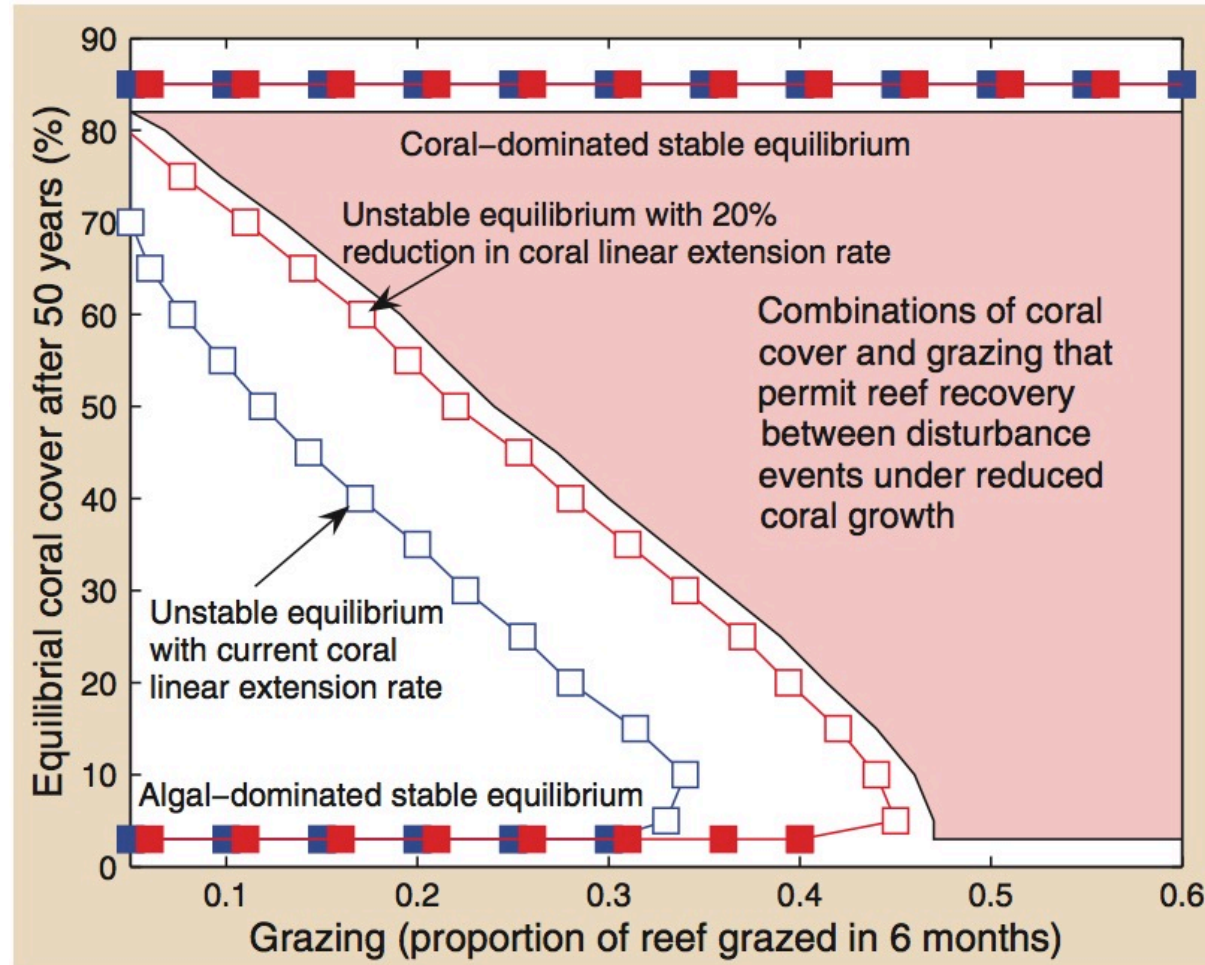 Equilibrial coral cover after 50 years (%)
90
80
70
60
50
40
30
20
10
0
Coral–dominated stable equilibrium
Unstable equilibrium with 20%
reduction in coral linear extension rate
Combinations of coral
cover and grazing that
permit reef recovery
between disturbance
events under reduced
coral growth
Unstable equilibrium
with current coral
linear extension rate
Algal–dominated stable equilibrium
0.1 0.2 0.3 0.4 0.5 0.6
Grazing (proportion of reef grazed in 6 months)